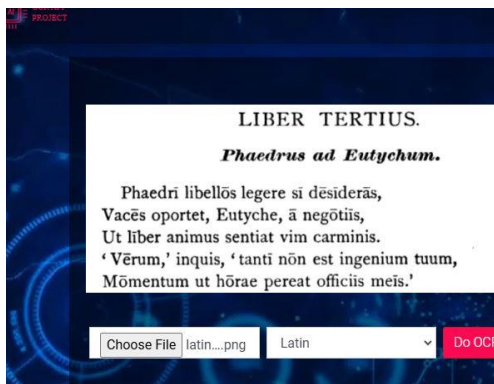 PROJECT
LIBER TERTIUS.
Phaedrus ad Eutychum.
Phaedrī libellōs legere sī dēsīderās,
Vacēs oportet, Eutyche, ā negōtiīs,
Ut līber animus sentiat vim carminis.
‘Vērum,’ inquis, ‘tantī nōn est ingenium tuum,
Mōmentum ut hōrae pereat officiīs meīs.’
Choose File latin....png Latin Do OCR